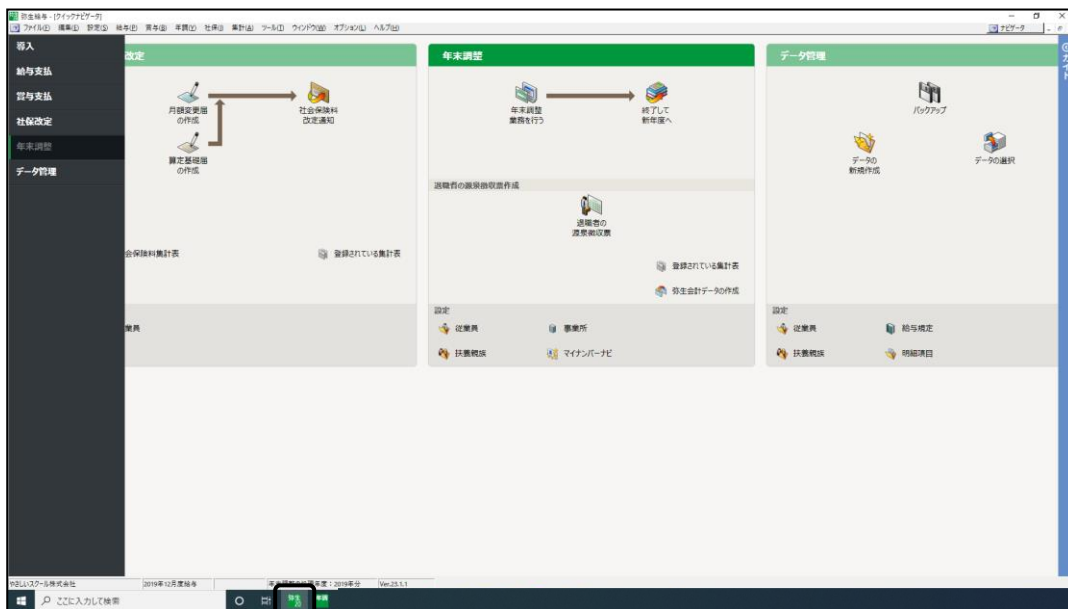 弥生給与 - [クイックナビゲータ]
ファイル(F) 編集(E) 設定(S) 給与(P) 賞与(B) 年調(Y) 社保(I) 集計(A) ツール(T) ウィンドウ(W) オプション(L) ヘルプ(H)
ナビゲータ
導入
給与支払
賞与支払
社保改定
年末調整
データ管理
改定
月額変更届
の作成
社会保険料
改定通知
算定基礎届
の作成
会保険料集計表
登録されている集計表
業員
年末調整
年末調整
業務を行う
終了して
新年度へ
退職者の源泉徴収票作成
退職者の
源泉徴収票
登録されている集計表
弥生会計データの作成
設定
従業員
事業所
扶養親族
マイナンバーナビ
データ管理
バックアップ
データの
新規作成
データの選択
設定
従業員
給与規定
扶養親族
明細項目
ガイド
やさしいスクール株式会社
2019年12月度給与
年度:2019年分
Ver.23.1.1
ここに入力して検索
弥生
20
年調